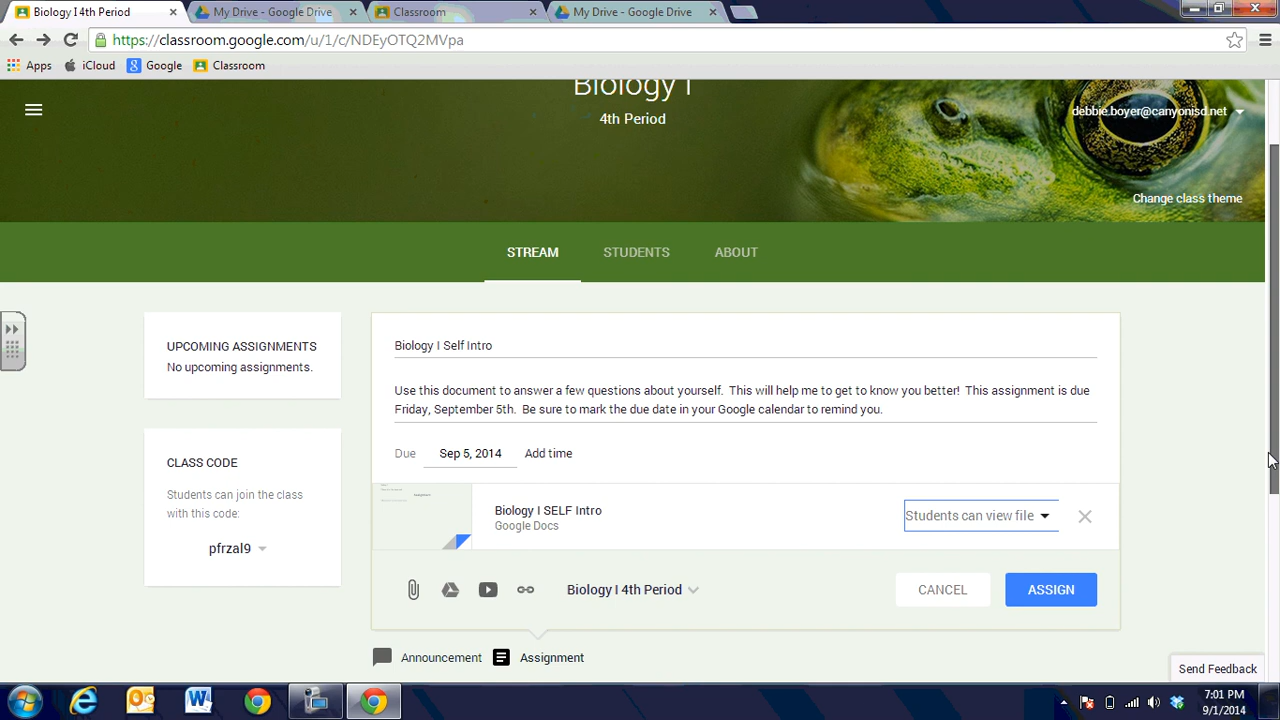 Biology I 4th Period
My Drive - Google Drive
Classroom
My Drive - Google Drive
https://classroom.google.com/u/1/c/NDEyOTQ2MVpa
Apps
iCloud
Google
Classroom
Biology I
4th Period
debbie.boyer@canyonisd.net
Change class theme
STREAM
STUDENTS
ABOUT
UPCOMING ASSIGNMENTS
No upcoming assignments.
CLASS CODE
Students can join the class
with this code:
pfrzal9
Biology I Self Intro
Use this document to answer a few questions about yourself.  This will help me to get to know you better!  This assignment is due
Friday, September 5th.  Be sure to mark the due date in your Google calendar to remind you.
Due Sep 5, 2014 Add time
Biology I SELF Intro
Google Docs
Students can view file
Biology I 4th Period
CANCEL
ASSIGN
Announcement
Assignment
Send Feedback
7:01 PM
9/1/2014